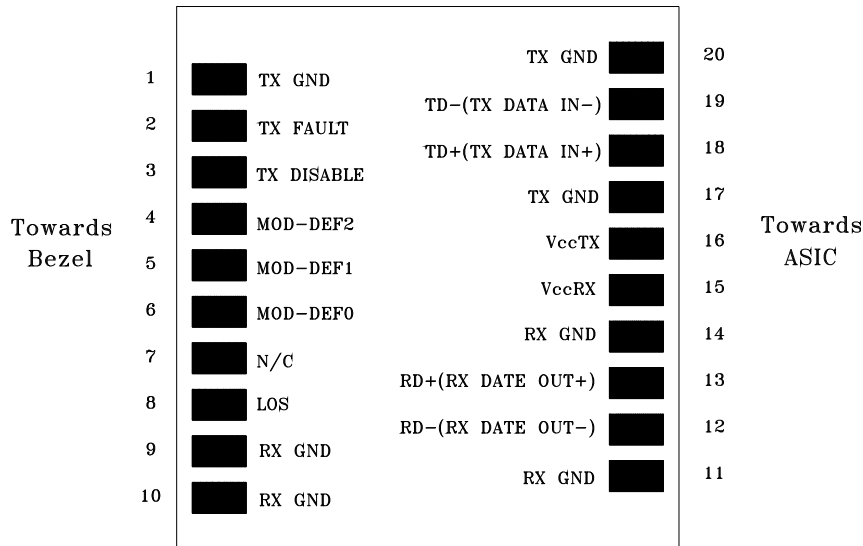 Towards
Bezel
1 TX GND
2 TX FAULT
3 TX DISABLE
4 MOD-DEF2
5 MOD-DEF1
6 MOD-DEF0
7 N/C
8 LOS
9 RX GND
10 RX GND
TX GND 20
TD-(TX DATA IN-) 19
TD+(TX DATA IN+) 18
TX GND 17
VccTX 16
VccRX 15
RX GND 14
RD+(RX DATE OUT+) 13
RD-(RX DATE OUT-) 12
RX GND 11
Towards
ASIC